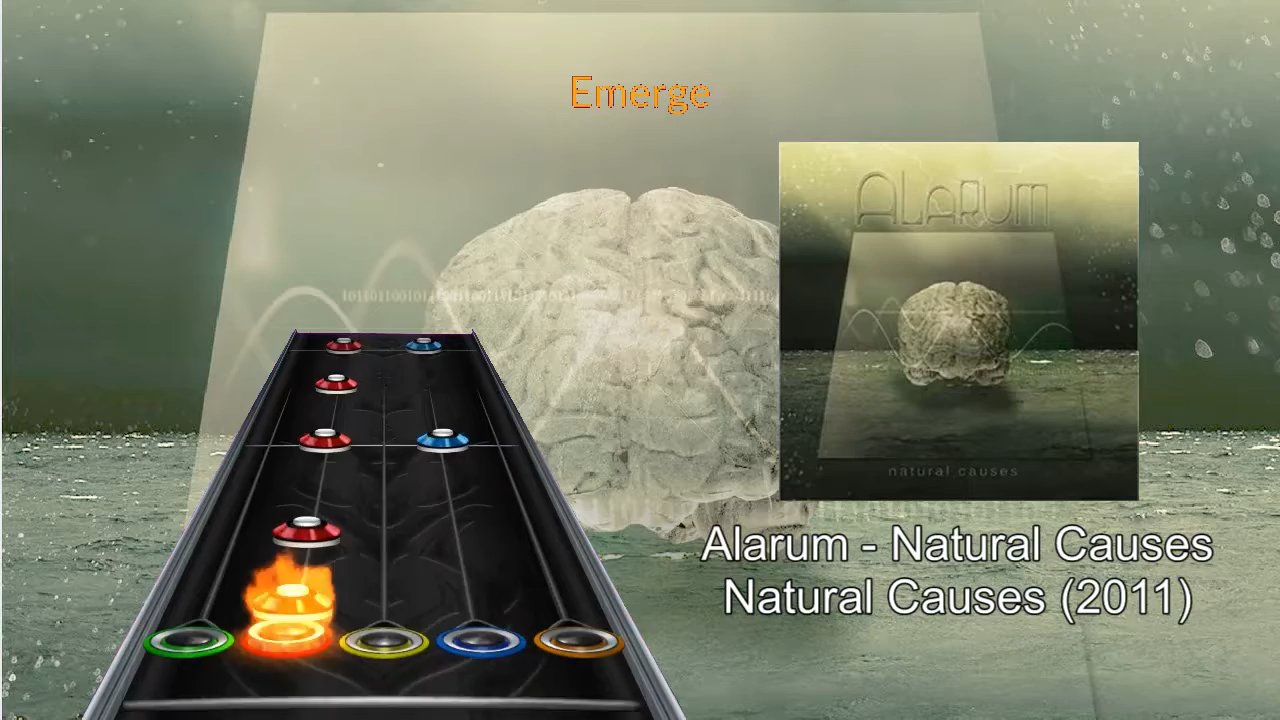 Emerge
ALARUM
natural causes
Alarum - Natural Causes
Natural Causes (2011)